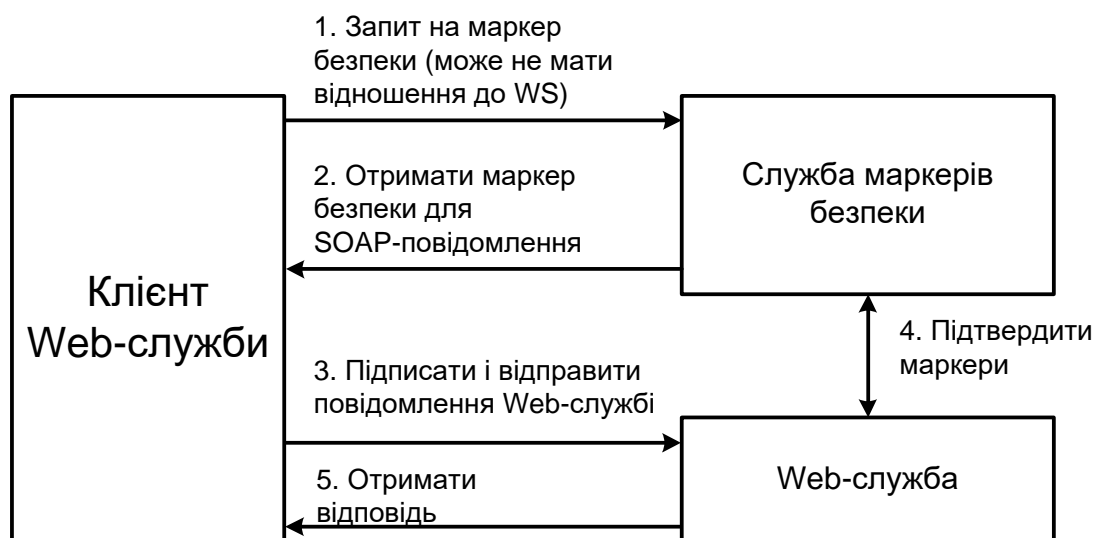 1. Запит на маркер
безпеки (може не мати
відношення до WS)
Служба маркерів
безпеки
2. Отримати маркер
безпеки для
SOAP-повідомлення
Клієнт
Web-служби
4. Підтвердити
маркери
3. Підписати і відправити
повідомлення Web-службі
Web-служба
5. Отримати
відповідь